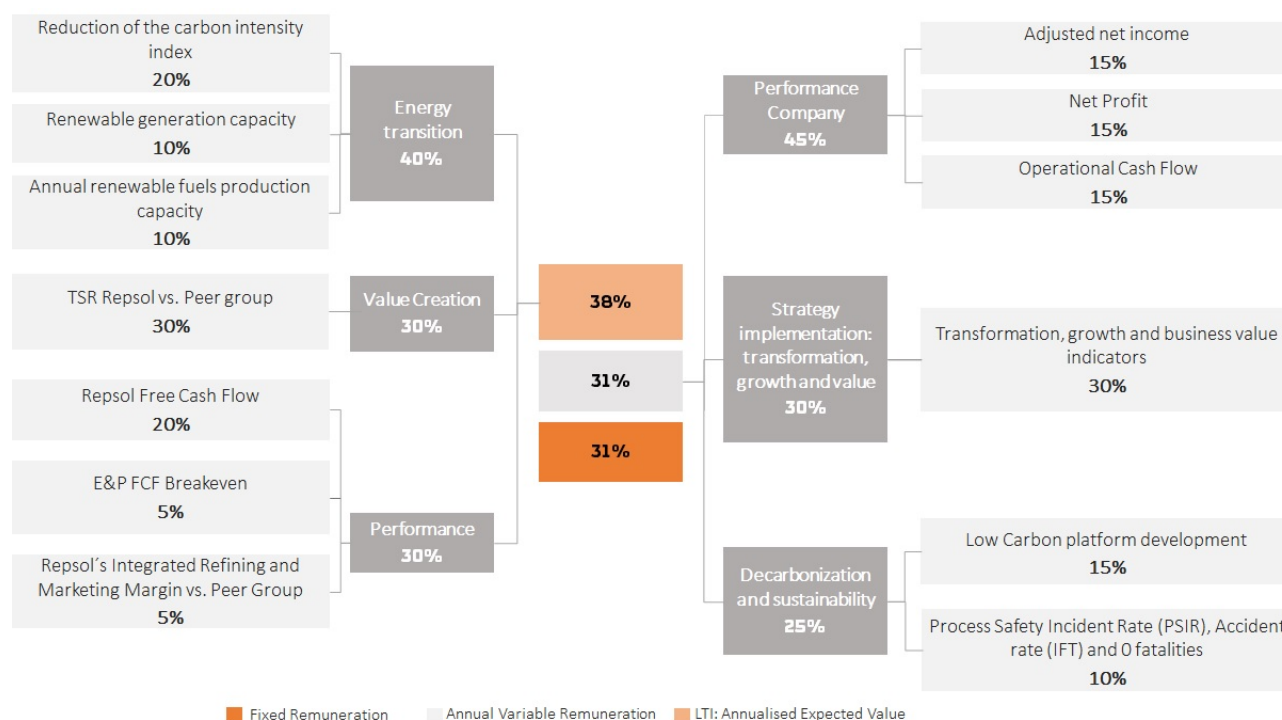 Reduction of the carbon intensity
index
20%
Renewable generation capacity
10%
Annual renewable fuels production
capacity
10%
Energy
transition
40%
TSR Repsol vs. Peer group
30%
Value Creation
30%
Repsol Free Cash Flow
20%
E&P FCF Breakeven
5%
Repsol´s Integrated Refining and
Marketing Margin vs. Peer Group
5%
Performance
30%
38%
31%
31%
Performance
Company
45%
Adjusted net income
15%
Net Profit
15%
Operational Cash Flow
15%
Strategy
implementation:
transformation,
growth and value
30%
Transformation, growth and business value
indicators
30%
Decarbonization
and sustainability
25%
Low Carbon platform development
15%
Process Safety Incident Rate (PSIR), Accident
rate (IFT) and 0 fatalities
10%
Fixed Remuneration
Annual Variable Remuneration
LTI: Annualised Expected Value